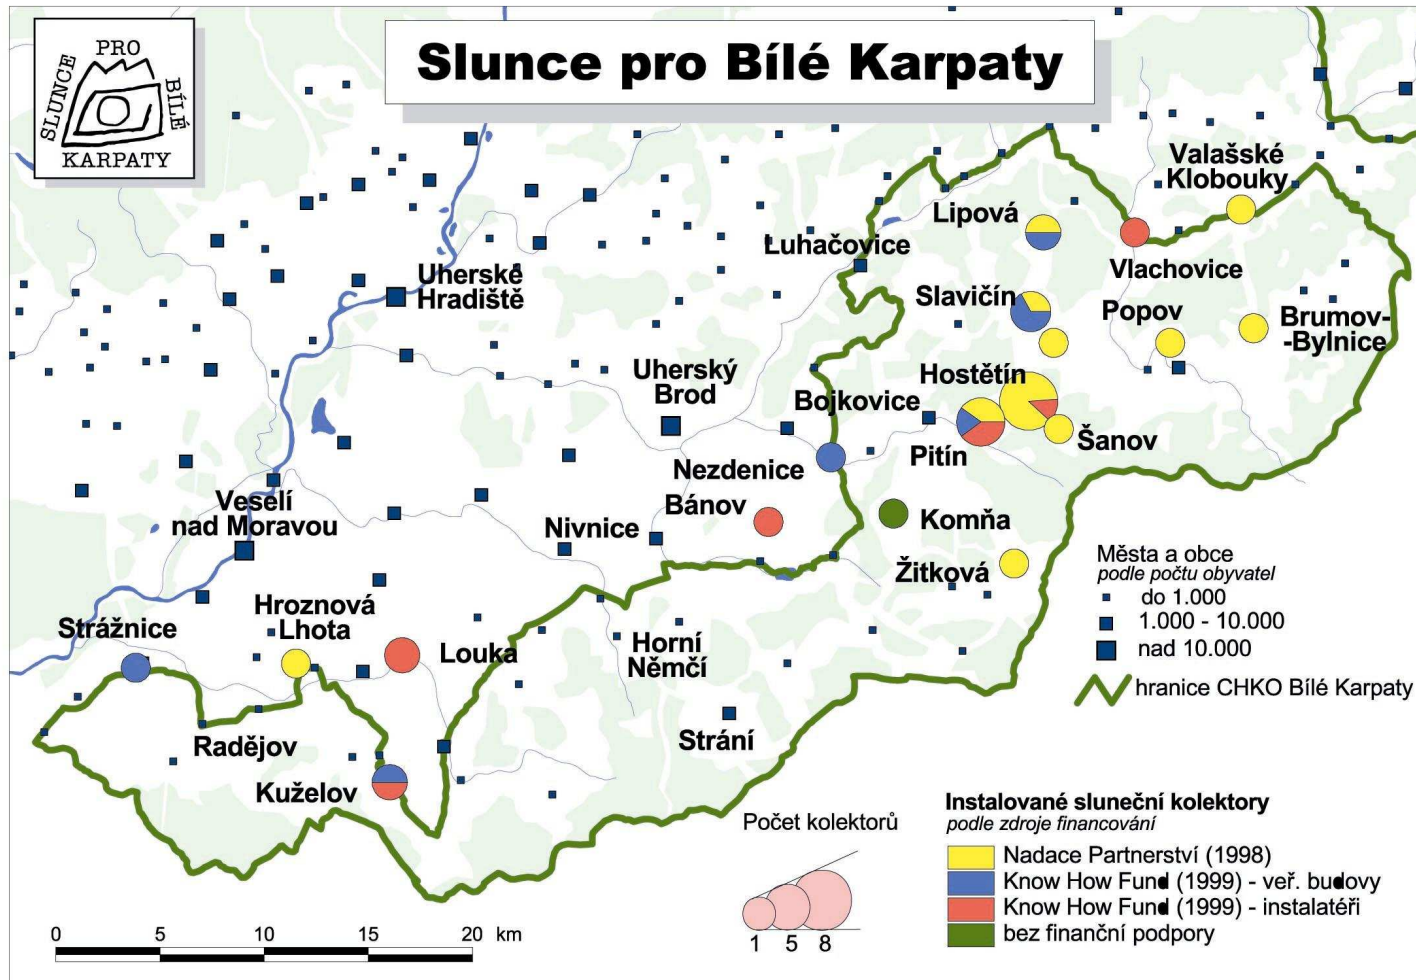 SLUNCE
PRO
BÍLÉ
KARPATY
Slunce pro Bílé Karpaty
Valašské
Klobouky
Lipová
Luhačovice
Vlachovice
Uherské
Hradiště
Slavičín
Popov
Brumov-
-Bylnice
Uherský
Brod
Hostětín
Bojkovice
Šanov
Pitín
Nezdenice
Bánov
Veselí
nad Moravou
Nivnice
Komňa
Žitková
Města a obce
podle počtu obyvatel
do 1.000
1.000 - 10.000
nad 10.000
hranice CHKO Bílé Karpaty
Strážnice
Hroznová
Lhota
Louka
Horní
Němčí
Radějov
Strání
Kuželov
Počet kolektorů
1 5 8
Instalované sluneční kolektory
podle zdroje financování
Nadace Partnerství (1998)
Know How Fund (1999) - veř. budovy
Know How Fund (1999) - instalatéři
bez finanční podpory
0 5 10 15 20 km